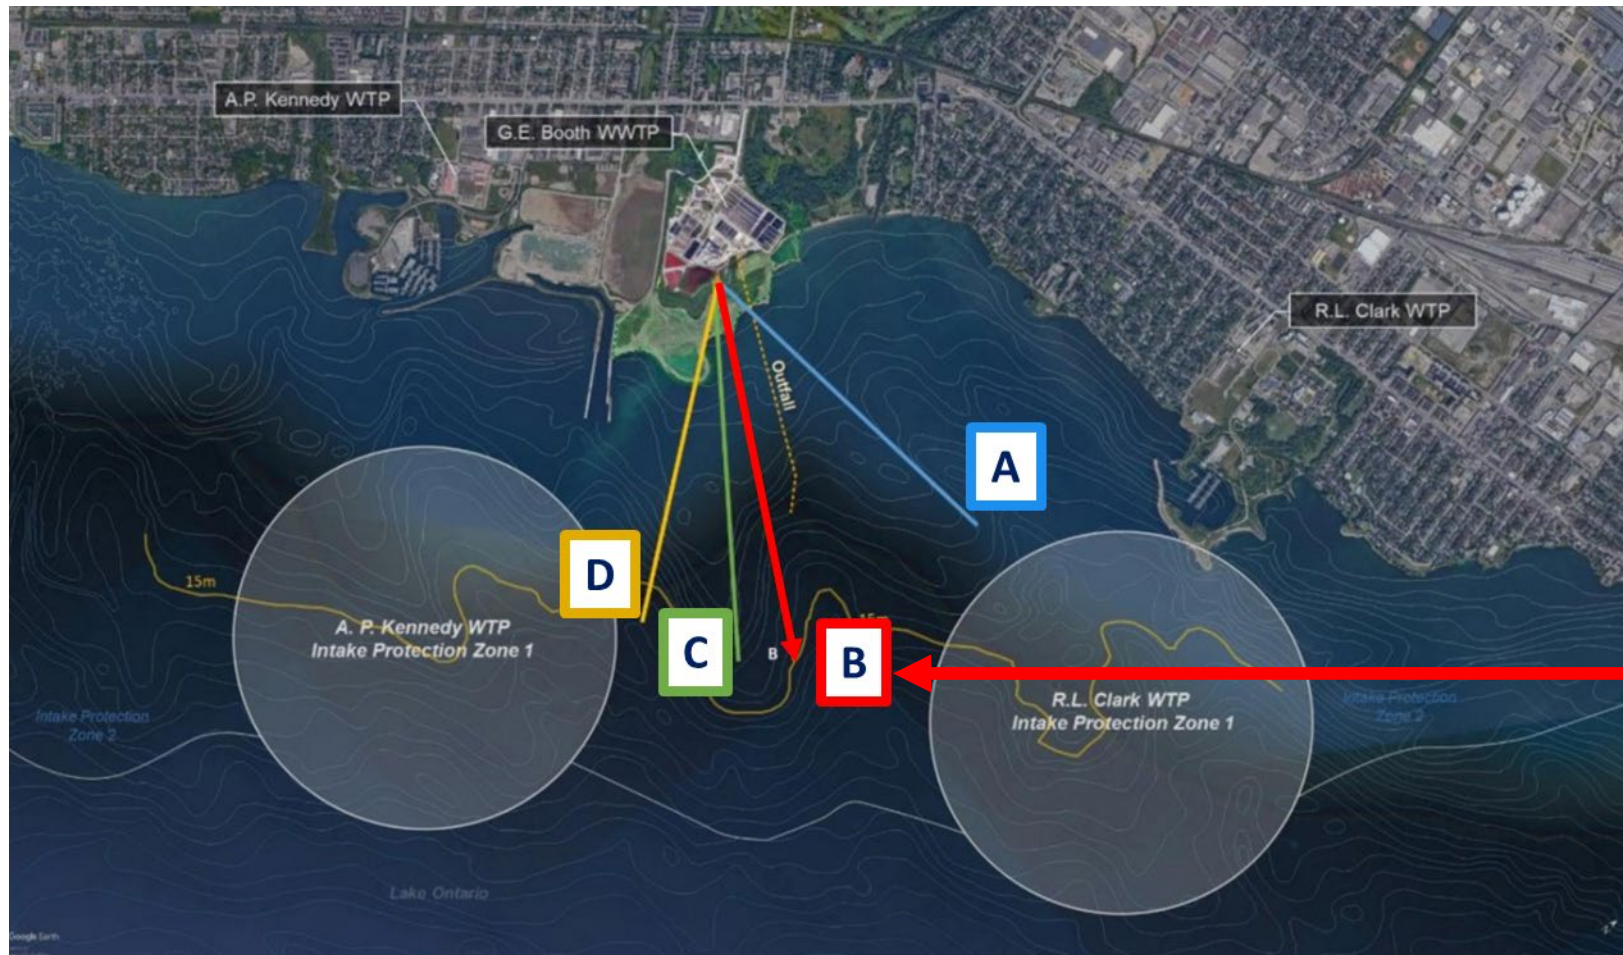 A.P. Kennedy WTP
G.E. Booth WWTP
R.L. Clark WTP
Outfall
A
D
15m
15m
A. P. Kennedy WTP
Intake Protection Zone 1
C
B
B
R.L. Clark WTP
Intake Protection Zone 1
Intake Protection
Zone 2
Intake Protection
Zone 2
Lake Ontario
Google Earth